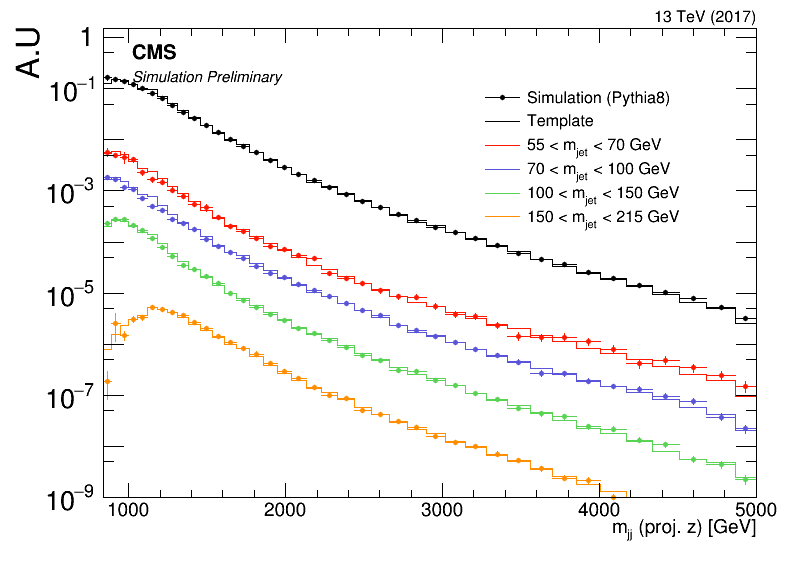 13 TeV (2017)
A.U
CMS
Simulation Preliminary
Simulation (Pythia8)
Template
55 < m_jet < 70 GeV
70 < m_jet < 100 GeV
100 < m_jet < 150 GeV
150 < m_jet < 215 GeV
1
10^−1
10^−3
10^−5
10^−7
10^−9
1000 2000 3000 4000 5000
m_jj (proj. z) [GeV]